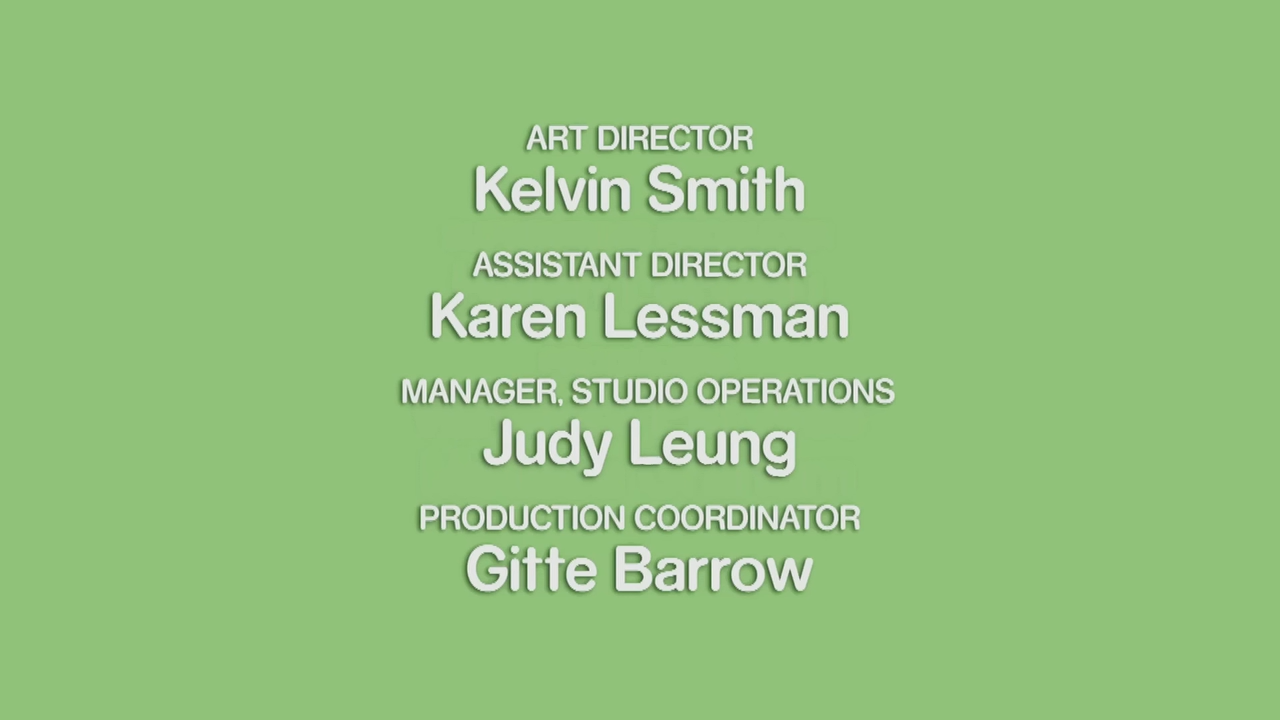 ART DIRECTOR
Kelvin Smith
ASSISTANT DIRECTOR
Karen Lessman
MANAGER, STUDIO OPERATIONS
Judy Leung
PRODUCTION COORDINATOR
Gitte Barrow